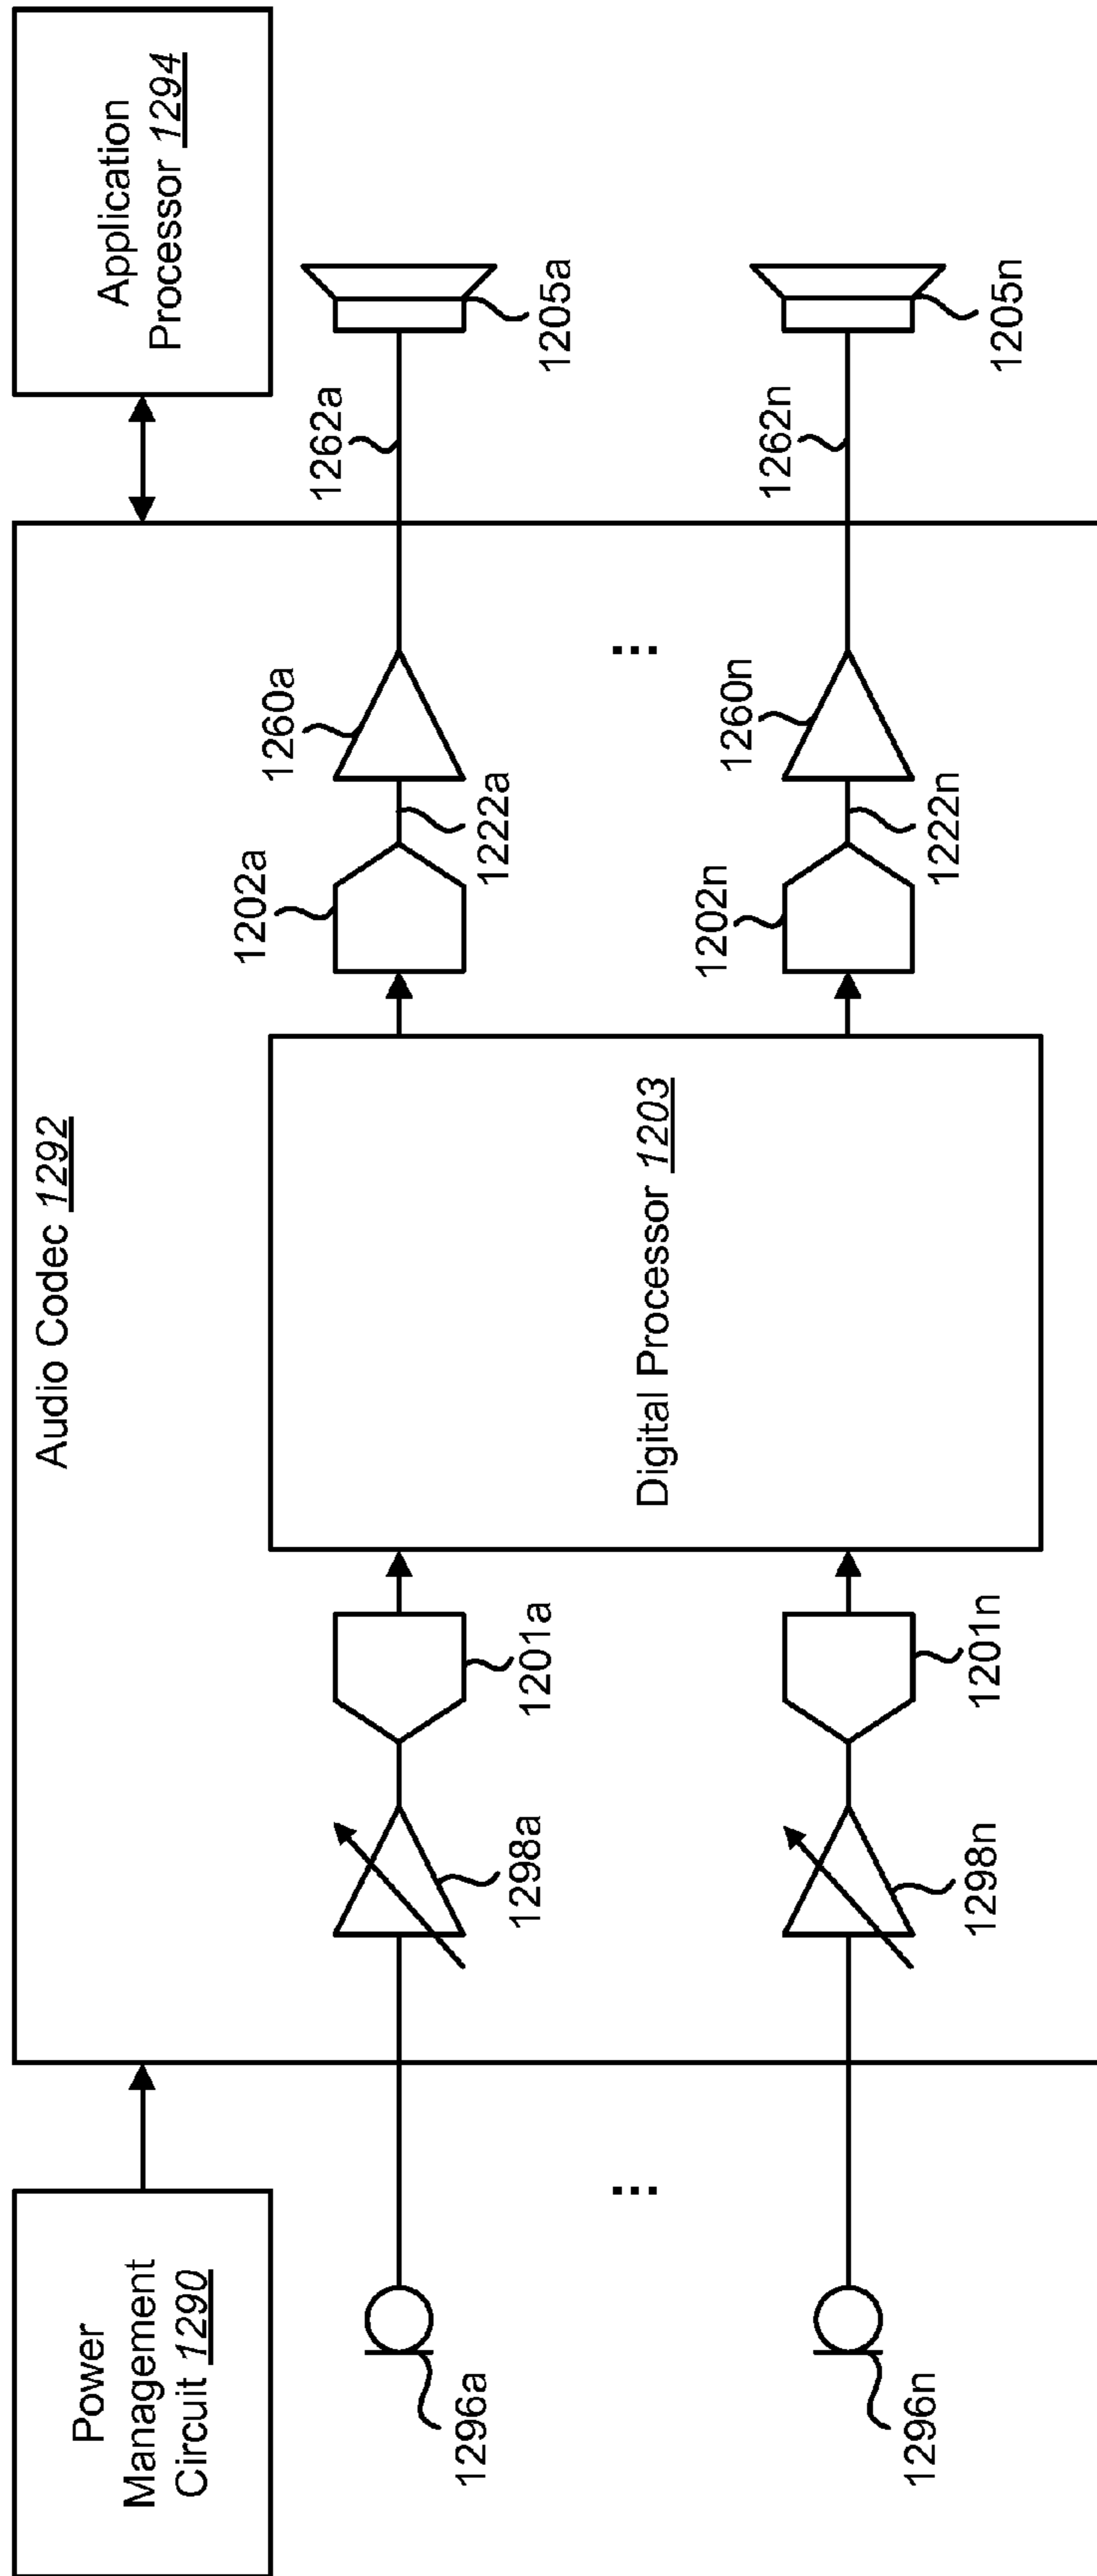 Power
Management
Circuit 1290
Audio Codec 1292
Application
Processor 1294
1296a
1298a
1201a
1202a
1222a
1260a
1262a
1205a
Digital Processor 1203
...
...
1296n
1298n
1201n
1202n
1222n
1260n
1262n
1205n